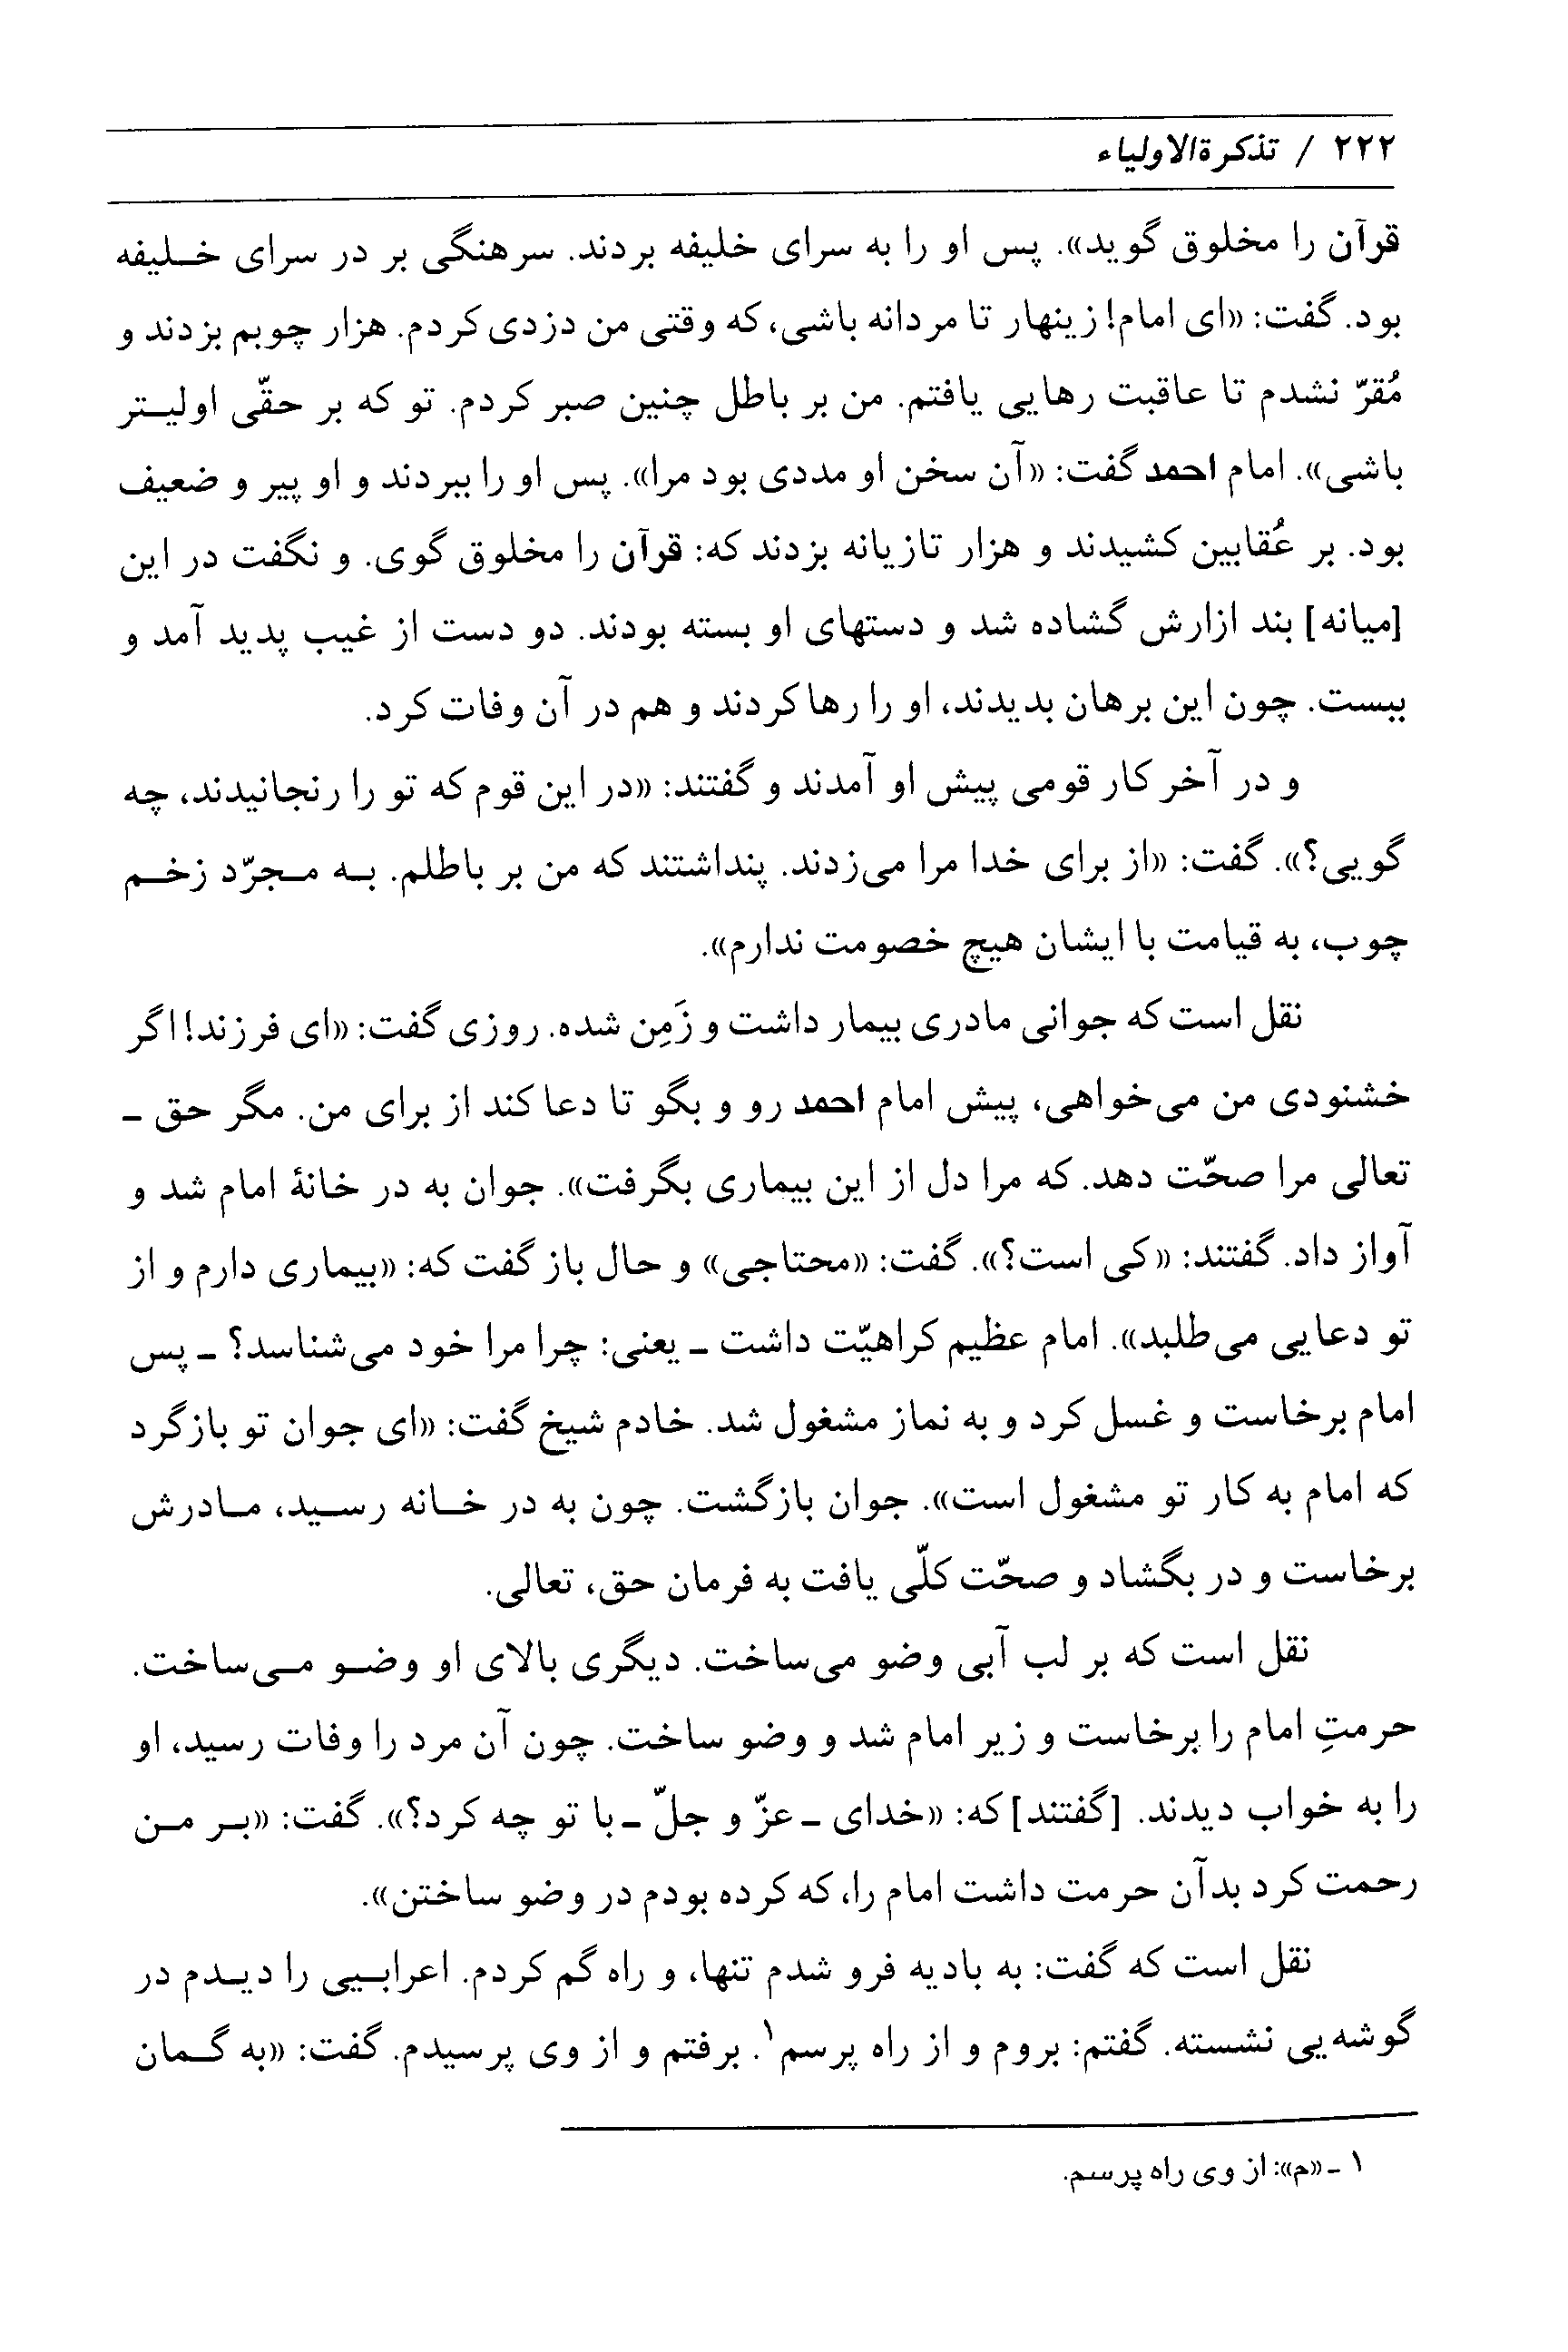 ۲۲۲ / تذکرةالاولیاء
قرآن را مخلوق گوید». پس او را به سرای خلیفه بردند. سرهنگی بر در سرای خلیفه
بود. گفت: «ای امام! زینهار تا مردانه باشی، که وقتی من دزدی کردم. هزار چوبم بزدند و
مُقرّ نشدم تا عاقبت رهایی یافتم. من بر باطل چنین صبر کردم. تو که بر حقّی اولیتر
باشی». امام احمد گفت: «آن سخن او مددی بود مرا». پس او را ببردند و او پیر و ضعیف
بود. بر عُقابین کشیدند و هزار تازیانه بزدند که: قرآن را مخلوق گوی. و نگفت در این
[میانه] بند ازارش گشاده شد و دستهای او بسته بودند. دو دست از غیب پدید آمد و
ببست. چون این برهان بدیدند، او را رها کردند و هم در آن وفات کرد.
و در آخر کار قومی پیش او آمدند و گفتند: «در این قوم که تو را رنجانیدند، چه
گویی؟». گفت: «از برای خدا مرا می‌زدند. پنداشتند که من بر باطلم. به مجرّد زخم
چوب، به قیامت با ایشان هیچ خصومت ندارم».
نقل است که جوانی مادری بیمار داشت و زَمِن شده. روزی گفت: «ای فرزند! اگر
خشنودی من می‌خواهی، پیش امام احمد رو و بگو تا دعا کند از برای من. مگر حق ـ
تعالی مرا صحّت دهد. که مرا دل از این بیماری بگرفت». جوان به در خانهٔ امام شد و
آواز داد. گفتند: «کی است؟». گفت: «محتاجی» و حال باز گفت که: «بیماری دارم و از
تو دعایی می‌طلبد». امام عظیم کراهیّت داشت ـ یعنی: چرا مرا خود می‌شناسد؟ ـ پس
امام برخاست و غسل کرد و به نماز مشغول شد. خادم شیخ گفت: «ای جوان تو بازگرد
که امام به کار تو مشغول است». جوان بازگشت. چون به در خانه رسید، مادرش
برخاست و در بگشاد و صحّت کلّی یافت به فرمان حق، تعالی.
نقل است که بر لب آبی وضو می‌ساخت. دیگری بالای او وضو می‌ساخت.
حرمتِ امام را برخاست و زیر امام شد و وضو ساخت. چون آن مرد را وفات رسید، او
را به خواب دیدند. [گفتند] که: «خدای ـ عزّ و جلّ ـ با تو چه کرد؟». گفت: «بر من
رحمت کرد بدآن حرمت داشت امام را، که کرده بودم در وضو ساختن».
نقل است که گفت: به بادیه فرو شدم تنها، و راه گم کردم. اعرابیی را دیدم در
گوشه‌یی نشسته. گفتم: بروم و از راه پرسم۱. برفتم و از وی پرسیدم. گفت: «به گمان
۱ ـ «م»: از وی راه پرسم.